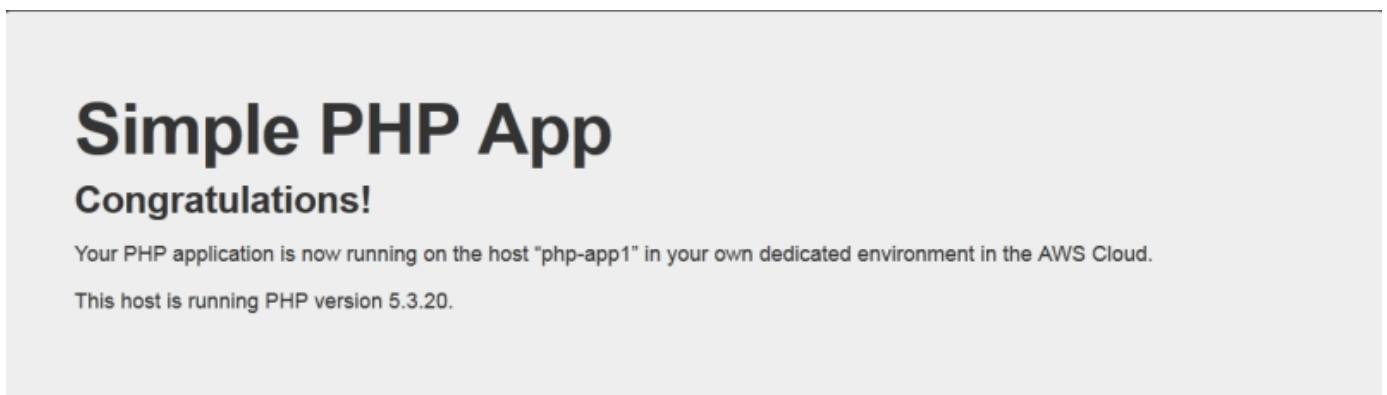 Simple PHP App
Congratulations!
Your PHP application is now running on the host “php-app1” in your own dedicated environment in the AWS Cloud.
This host is running PHP version 5.3.20.